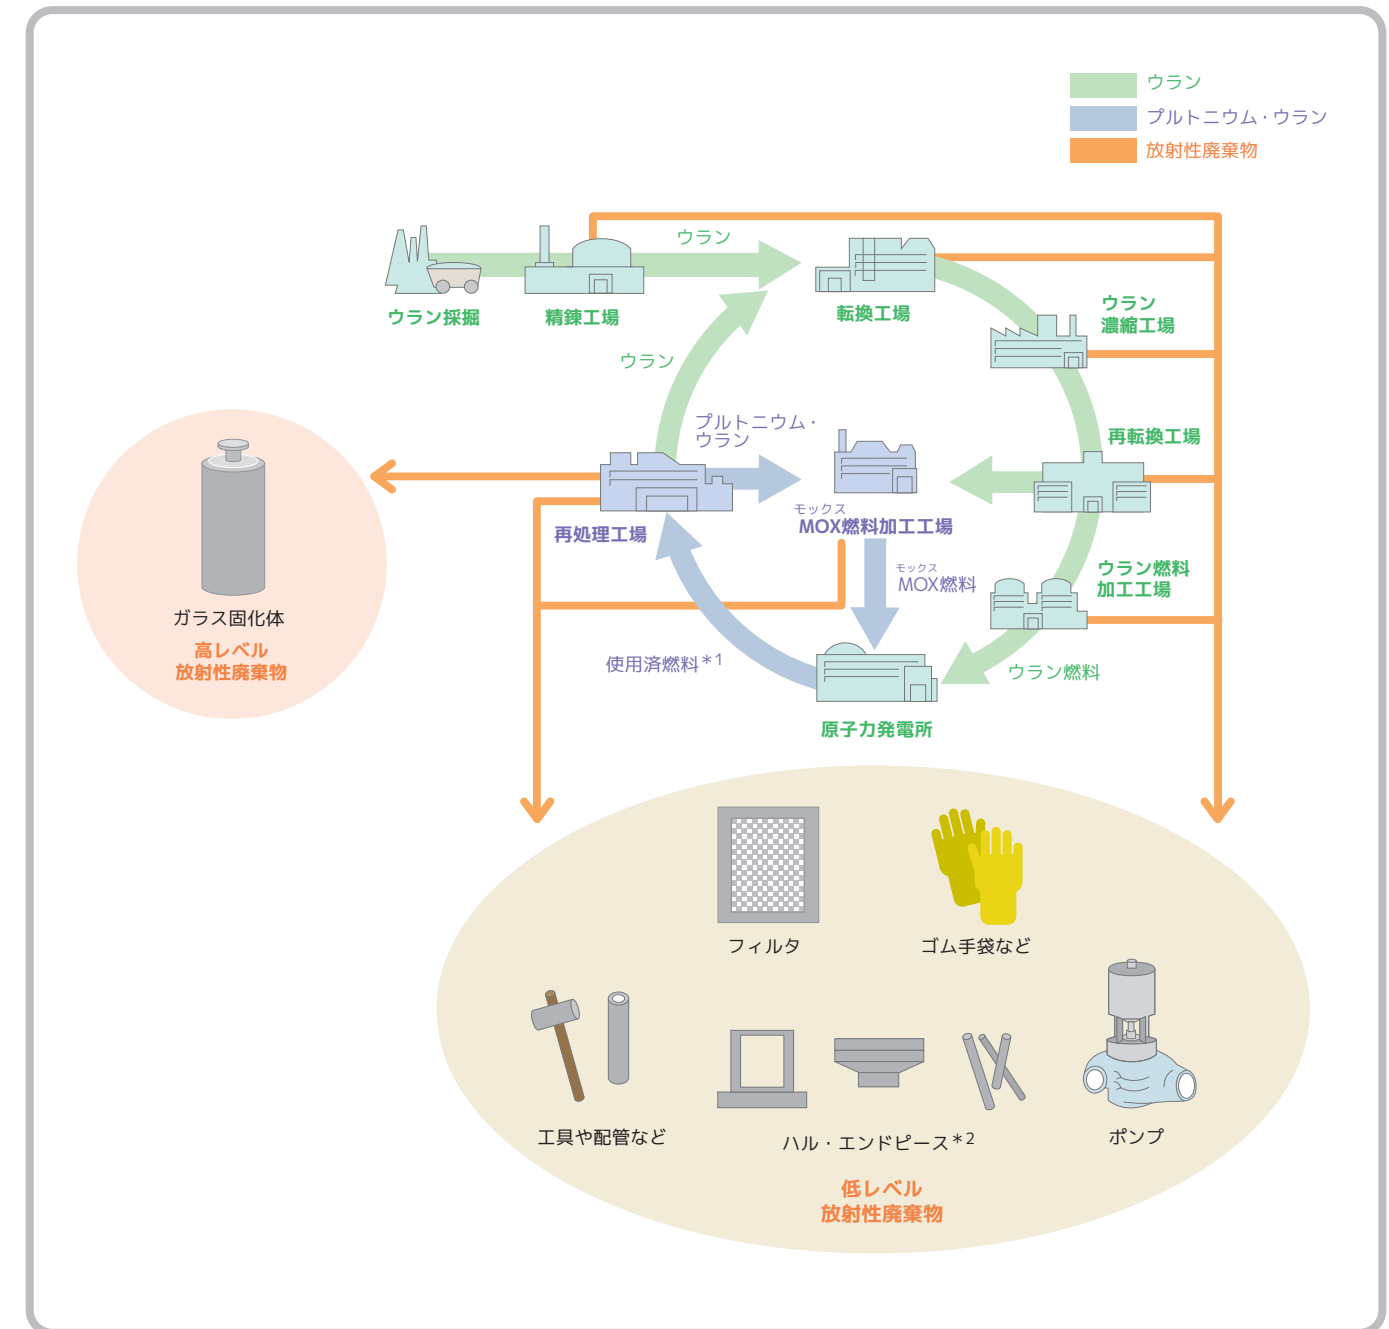 ウラン
プルトニウム・ウラン
放射性廃棄物
ウラン
ウラン採掘
精錬工場
転換工場
ウラン
濃縮工場
ウラン
プルトニウム・
ウラン
再転換工場
モックス
MOX燃料加工工場
再処理工場
モックス
MOX燃料
ウラン燃料
加工工場
ガラス固化体
高レベル
放射性廃棄物
使用済燃料*1
ウラン燃料
原子力発電所
フィルタ
ゴム手袋など
工具や配管など
ハル・エンドピース*2
ポンプ
低レベル
放射性廃棄物